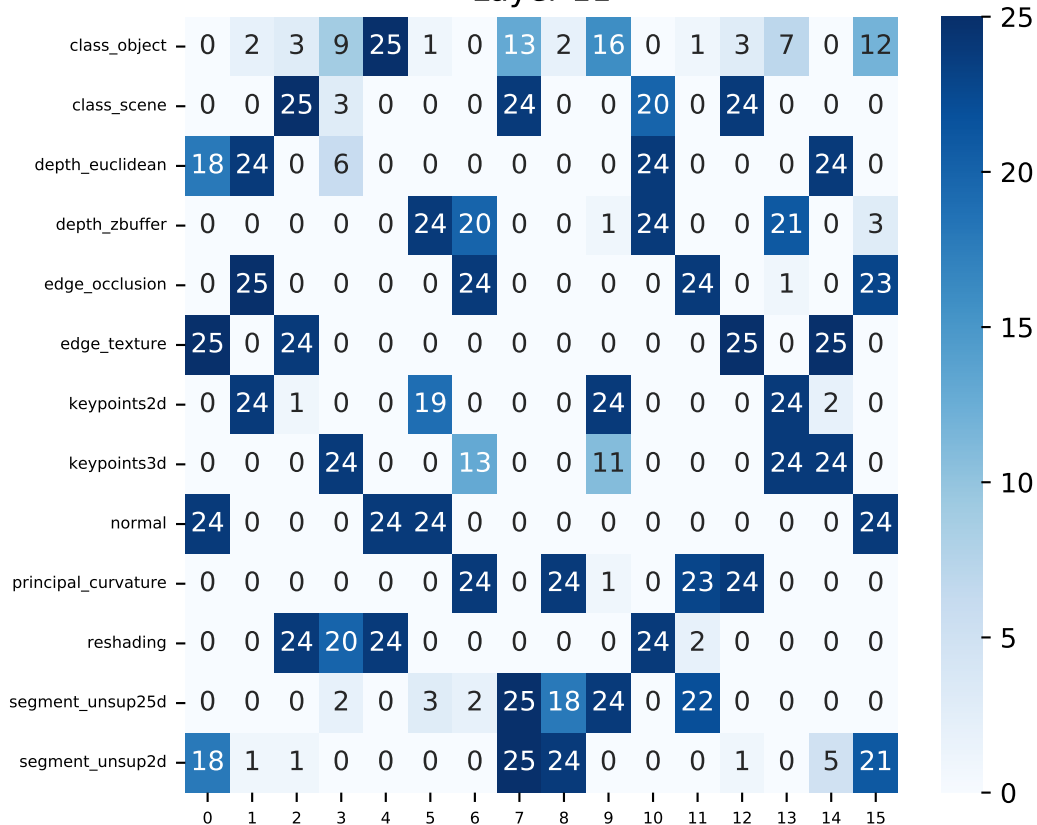 class_object 0 2 3 9 25 1 0 13 2 16 0 1 3 7 0 12
class_scene 0 0 25 3 0 0 0 24 0 0 20 0 24 0 0 0
depth_euclidean 18 24 0 6 0 0 0 0 0 0 24 0 0 0 24 0
depth_zbuffer 0 0 0 0 0 24 20 0 0 1 24 0 0 21 0 3
edge_occlusion 0 25 0 0 0 0 24 0 0 0 0 24 0 1 0 23
edge_texture 25 0 24 0 0 0 0 0 0 0 0 0 25 0 25 0
keypoints2d 0 24 1 0 0 19 0 0 0 24 0 0 0 24 2 0
keypoints3d 0 0 0 24 0 0 13 0 0 11 0 0 0 24 24 0
normal 24 0 0 0 24 24 0 0 0 0 0 0 0 0 0 24
principal_curvature 0 0 0 0 0 0 24 0 24 1 0 23 24 0 0 0
reshading 0 0 24 20 24 0 0 0 0 0 24 2 0 0 0 0
segment_unsup25d 0 0 0 2 0 3 2 25 18 24 0 22 0 0 0 0
segment_unsup2d 18 1 1 0 0 0 0 25 24 0 0 0 1 0 5 21
0 1 2 3 4 5 6 7 8 9 10 11 12 13 14 15
25
20
15
10
5
0